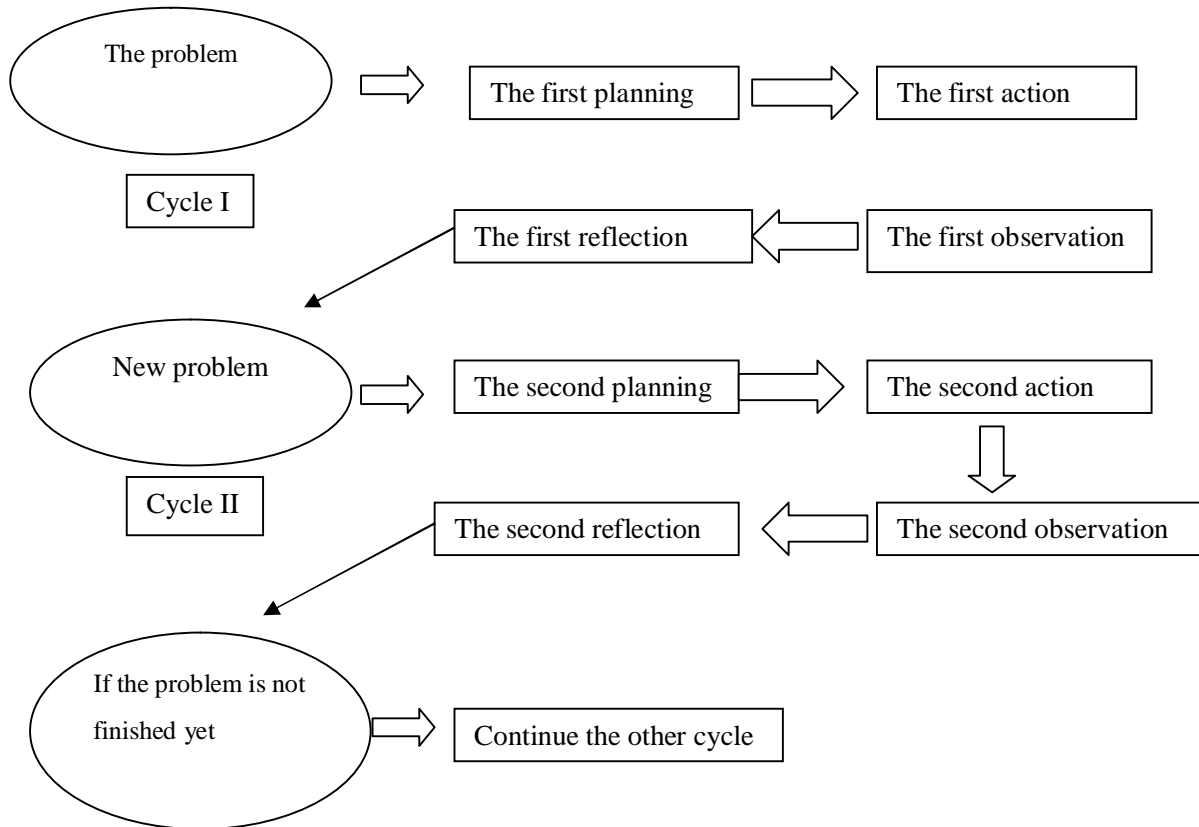 The problem
The first planning
The first action
Cycle I
The first reflection
The first observation
New problem
The second planning
The second action
Cycle II
The second reflection
The second observation
If the problem is not
finished yet
Continue the other cycle